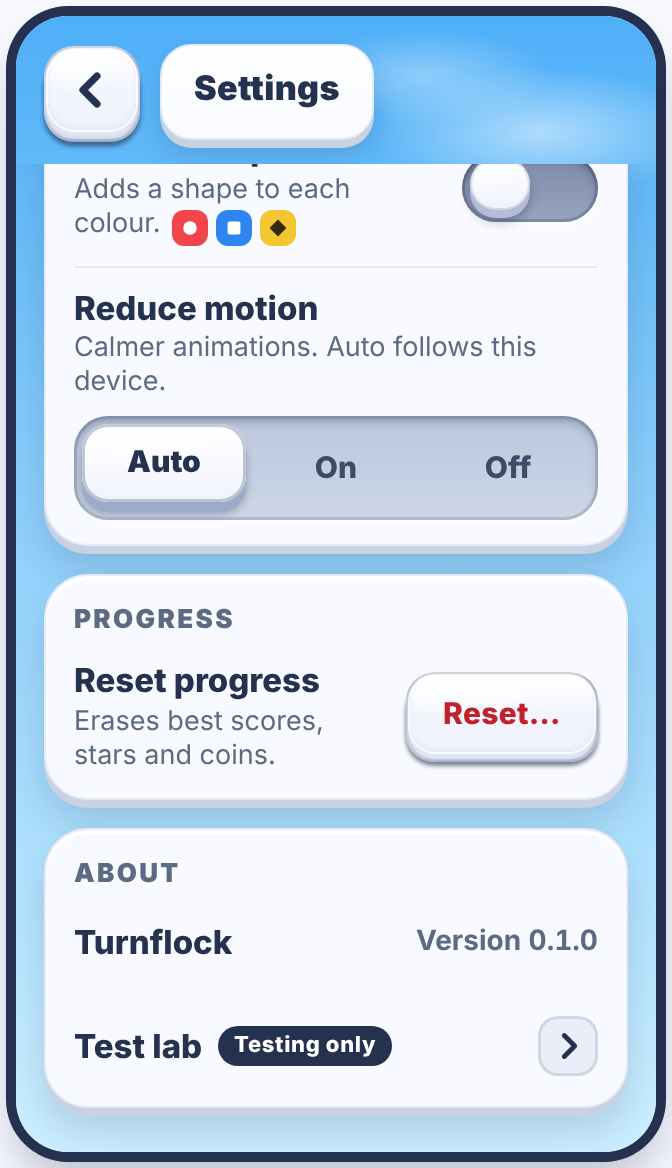 Settings
Adds a shape to each
colour.
Reduce motion
Calmer animations. Auto follows this
device.
Auto On Off
PROGRESS
Reset progress
Erases best scores,
stars and coins.
Reset...
ABOUT
Turnflock Version 0.1.0
Test lab Testing only